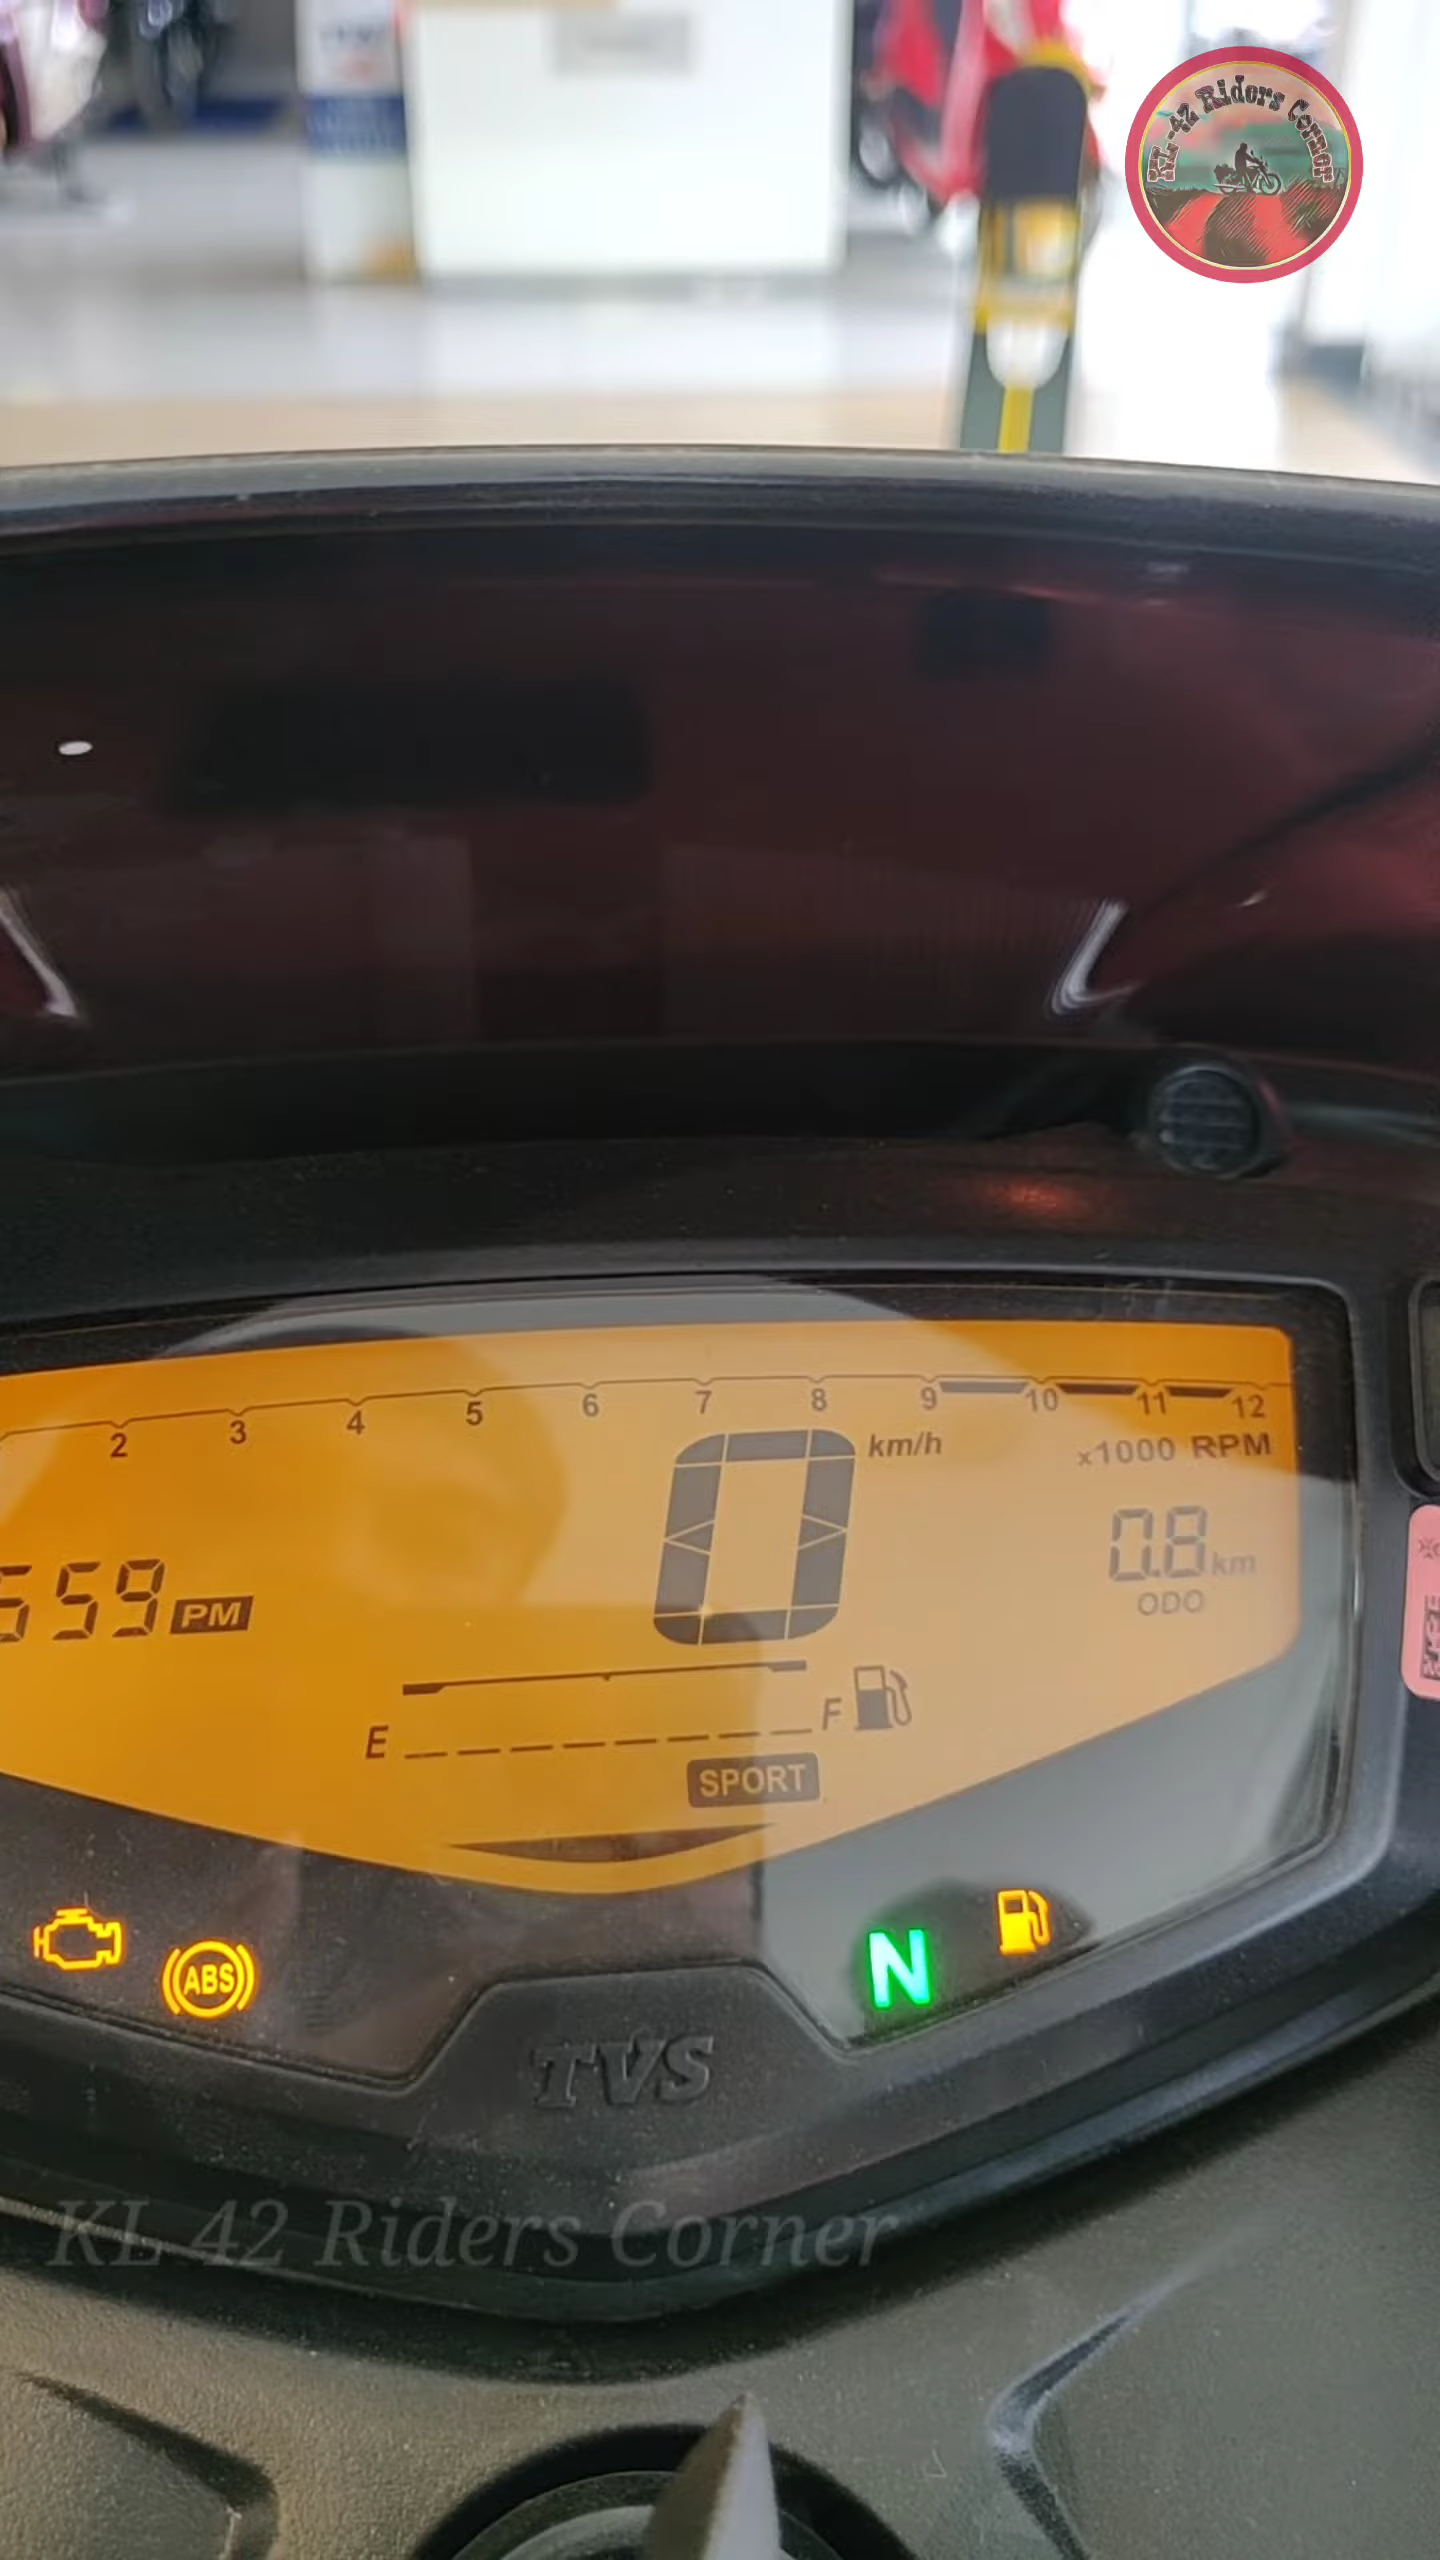 KL-42 Riders Corner
2 3 4 5 6 7 8 9 10 11 12
km/h
x1000 RPM
0
0.8 km
ODO
559 PM
E F
SPORT
ABS
N
TVS
KL 42 Riders Corner